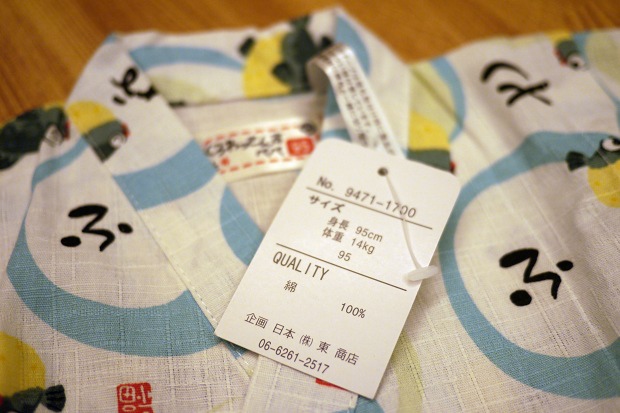 ふ
ふ
95
No. 9471-1700
サイズ
身長 95cm
体重 14kg
95
QUALITY
綿 100%
企画 日本 (株) 東 商店
06-6261-2517